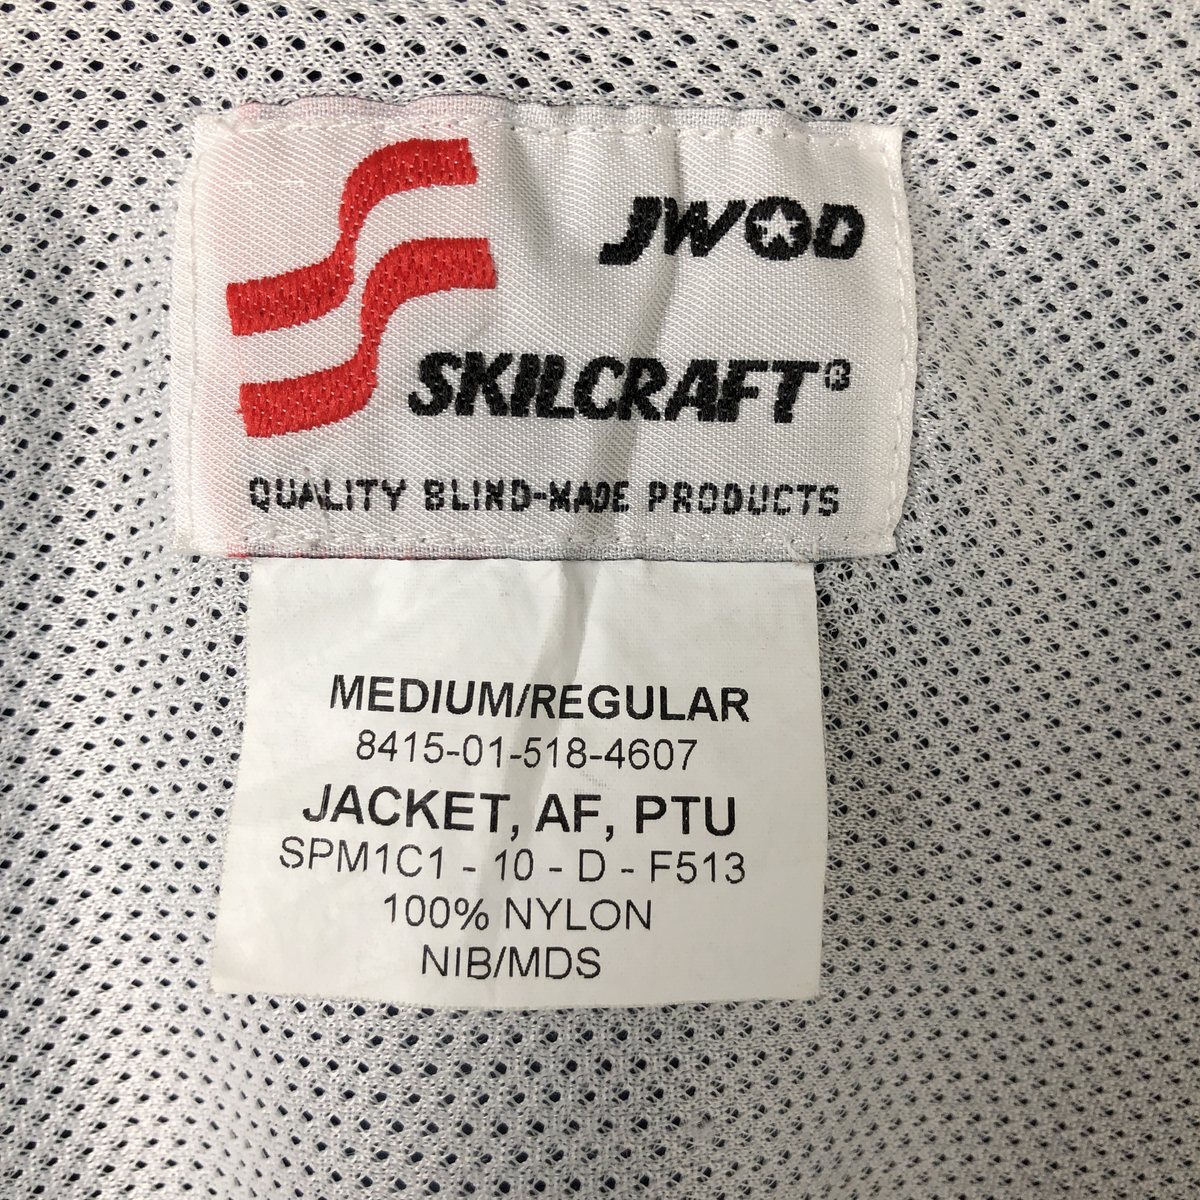 JWOD
SKILCRAFT®
QUALITY BLIND-MADE PRODUCTS
MEDIUM/REGULAR
8415-01-518-4607
JACKET, AF, PTU
SPM1C1 - 10 - D - F513
100% NYLON
NIB/MDS